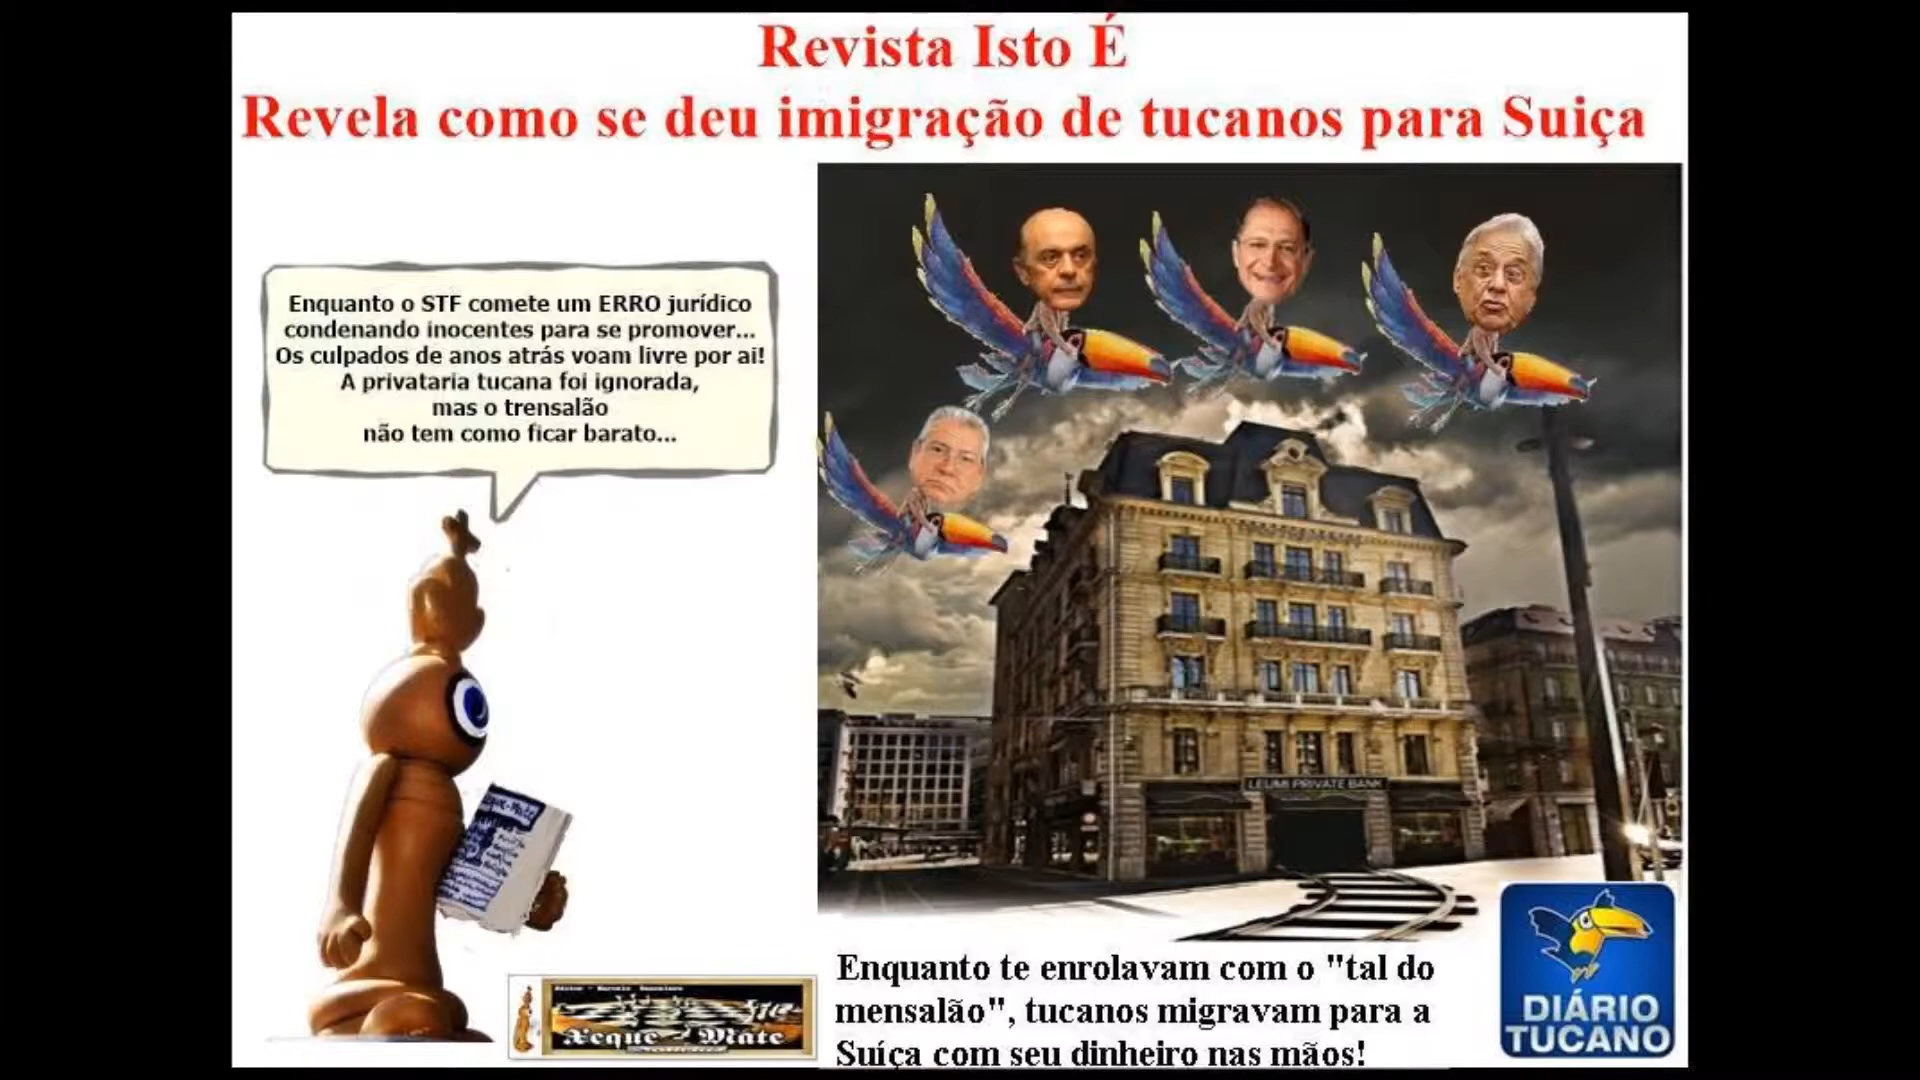 Revista Isto É
Revela como se deu imigração de tucanos para Suiça
Enquanto o STF comete um ERRO jurídico
condenando inocentes para se promover...
Os culpados de anos atrás voam livre por ai!
A privataria tucana foi ignorada,
mas o trensalão
não tem como ficar barato...
LEUMI PRIVATE BANK
Xeque - Mate
Enquanto te enrolavam com o "tal do
mensalão", tucanos migravam para a
Suíça com seu dinheiro nas mãos!
DIÁRIO
TUCANO